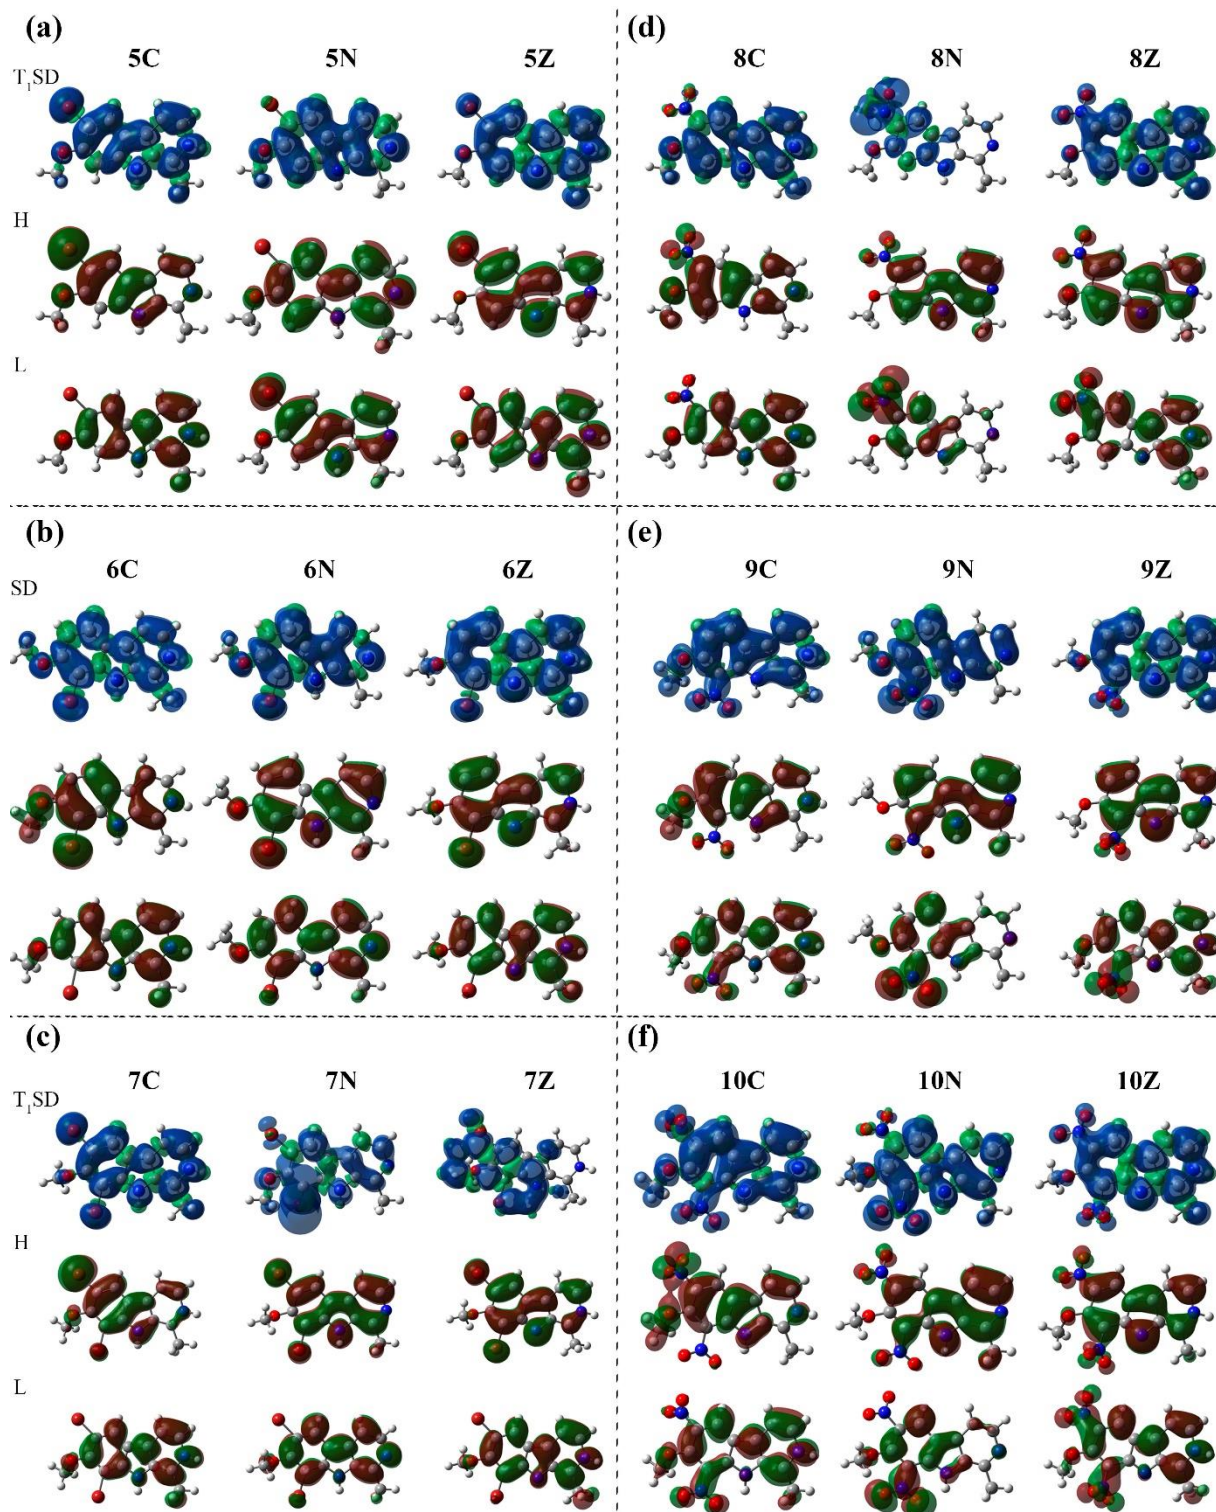 (a)
5C 5N 5Z
T1SD
H
L
(d)
8C 8N 8Z
(b)
6C 6N 6Z
SD
(e)
9C 9N 9Z
(c)
7C 7N 7Z
T1SD
H
L
(f)
10C 10N 10Z